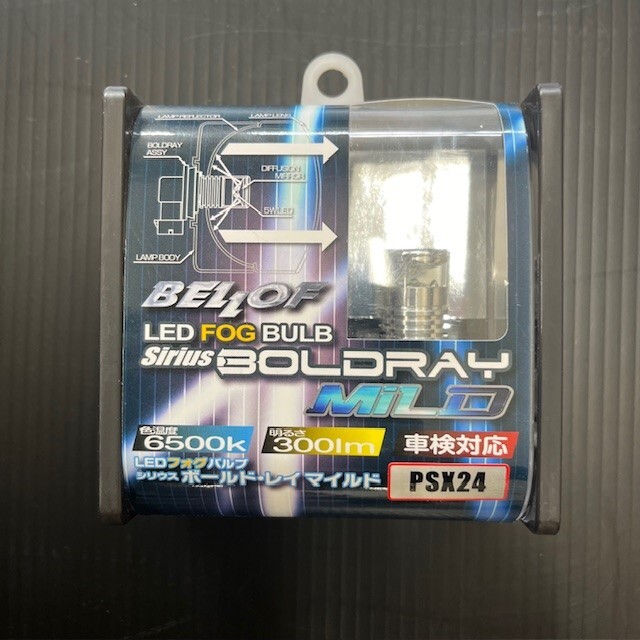 LAMP REFLECTOR
LAMP LENS
BOLDRAY
ASSY
DIFFUSION
MIRROR
5WLED
LAMP BODY
BELLOF
LED FOG BULB
Sirius BOLDRAY
MILD
色温度
6500k
明るさ
300lm
車検対応
LEDフォグバルブ
シリウス ボールド・レイ マイルド
PSX24